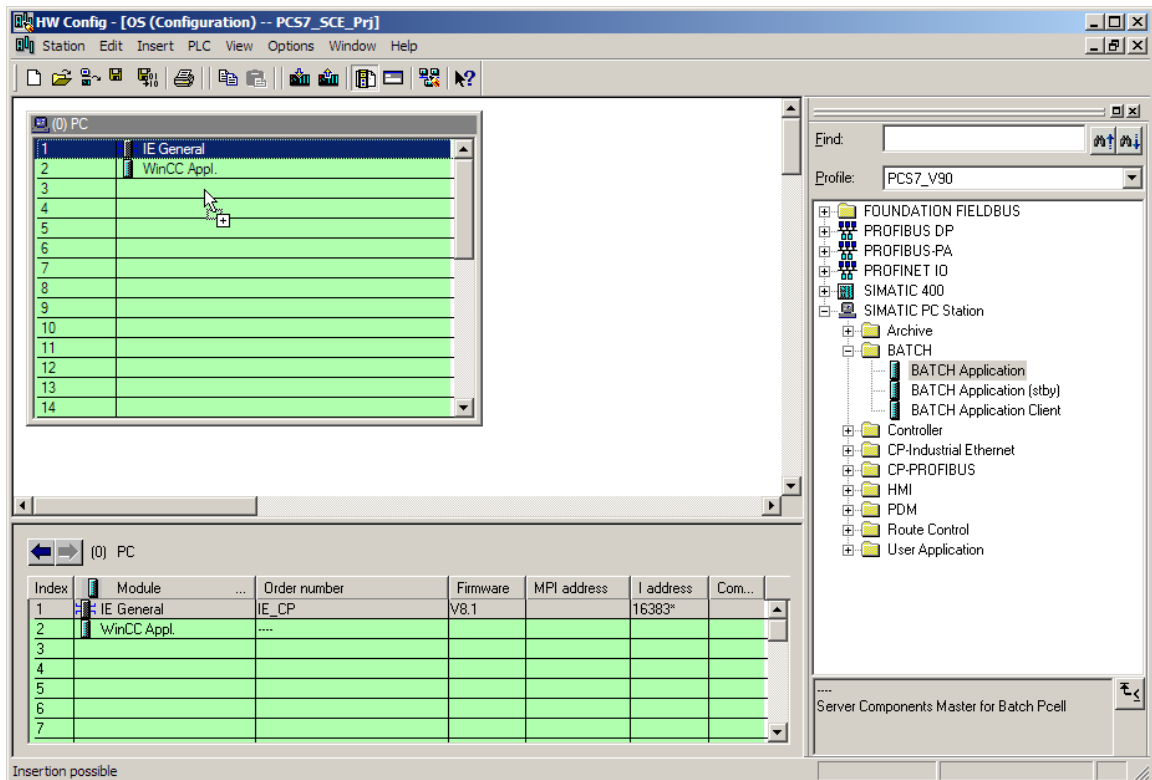 HW Config - [OS (Configuration) -- PCS7_SCE_Prj]
Station Edit Insert PLC View Options Window Help
(0) PC
1 IE General
2 WinCC Appl.
3
4
5
6
7
8
9
10
11
12
13
14
(0) PC
Index Module ... Order number Firmware MPI address I address Com...
1 IE General IE_CP V8.1 16383*
2 WinCC Appl. ----
3
4
5
6
7
Find:
Profile: PCS7_V90
FOUNDATION FIELDBUS
PROFIBUS DP
PROFIBUS-PA
PROFINET IO
SIMATIC 400
SIMATIC PC Station
Archive
BATCH
BATCH Application
BATCH Application (stby)
BATCH Application Client
Controller
CP-Industrial Ethernet
CP-PROFIBUS
HMI
PDM
Route Control
User Application
----
Server Components Master for Batch Pcell
Insertion possible